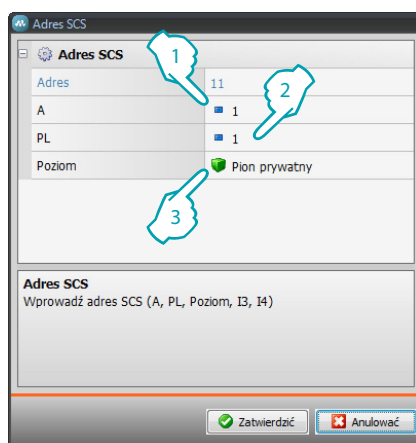 Adres SCS
Adres SCS
Adres 11
A 1
PL 1
Poziom Pion prywatny
1
2
3
Adres SCS
Wprowadź adres SCS (A, PL, Poziom, I3, I4)
Zatwierdzić Anulować